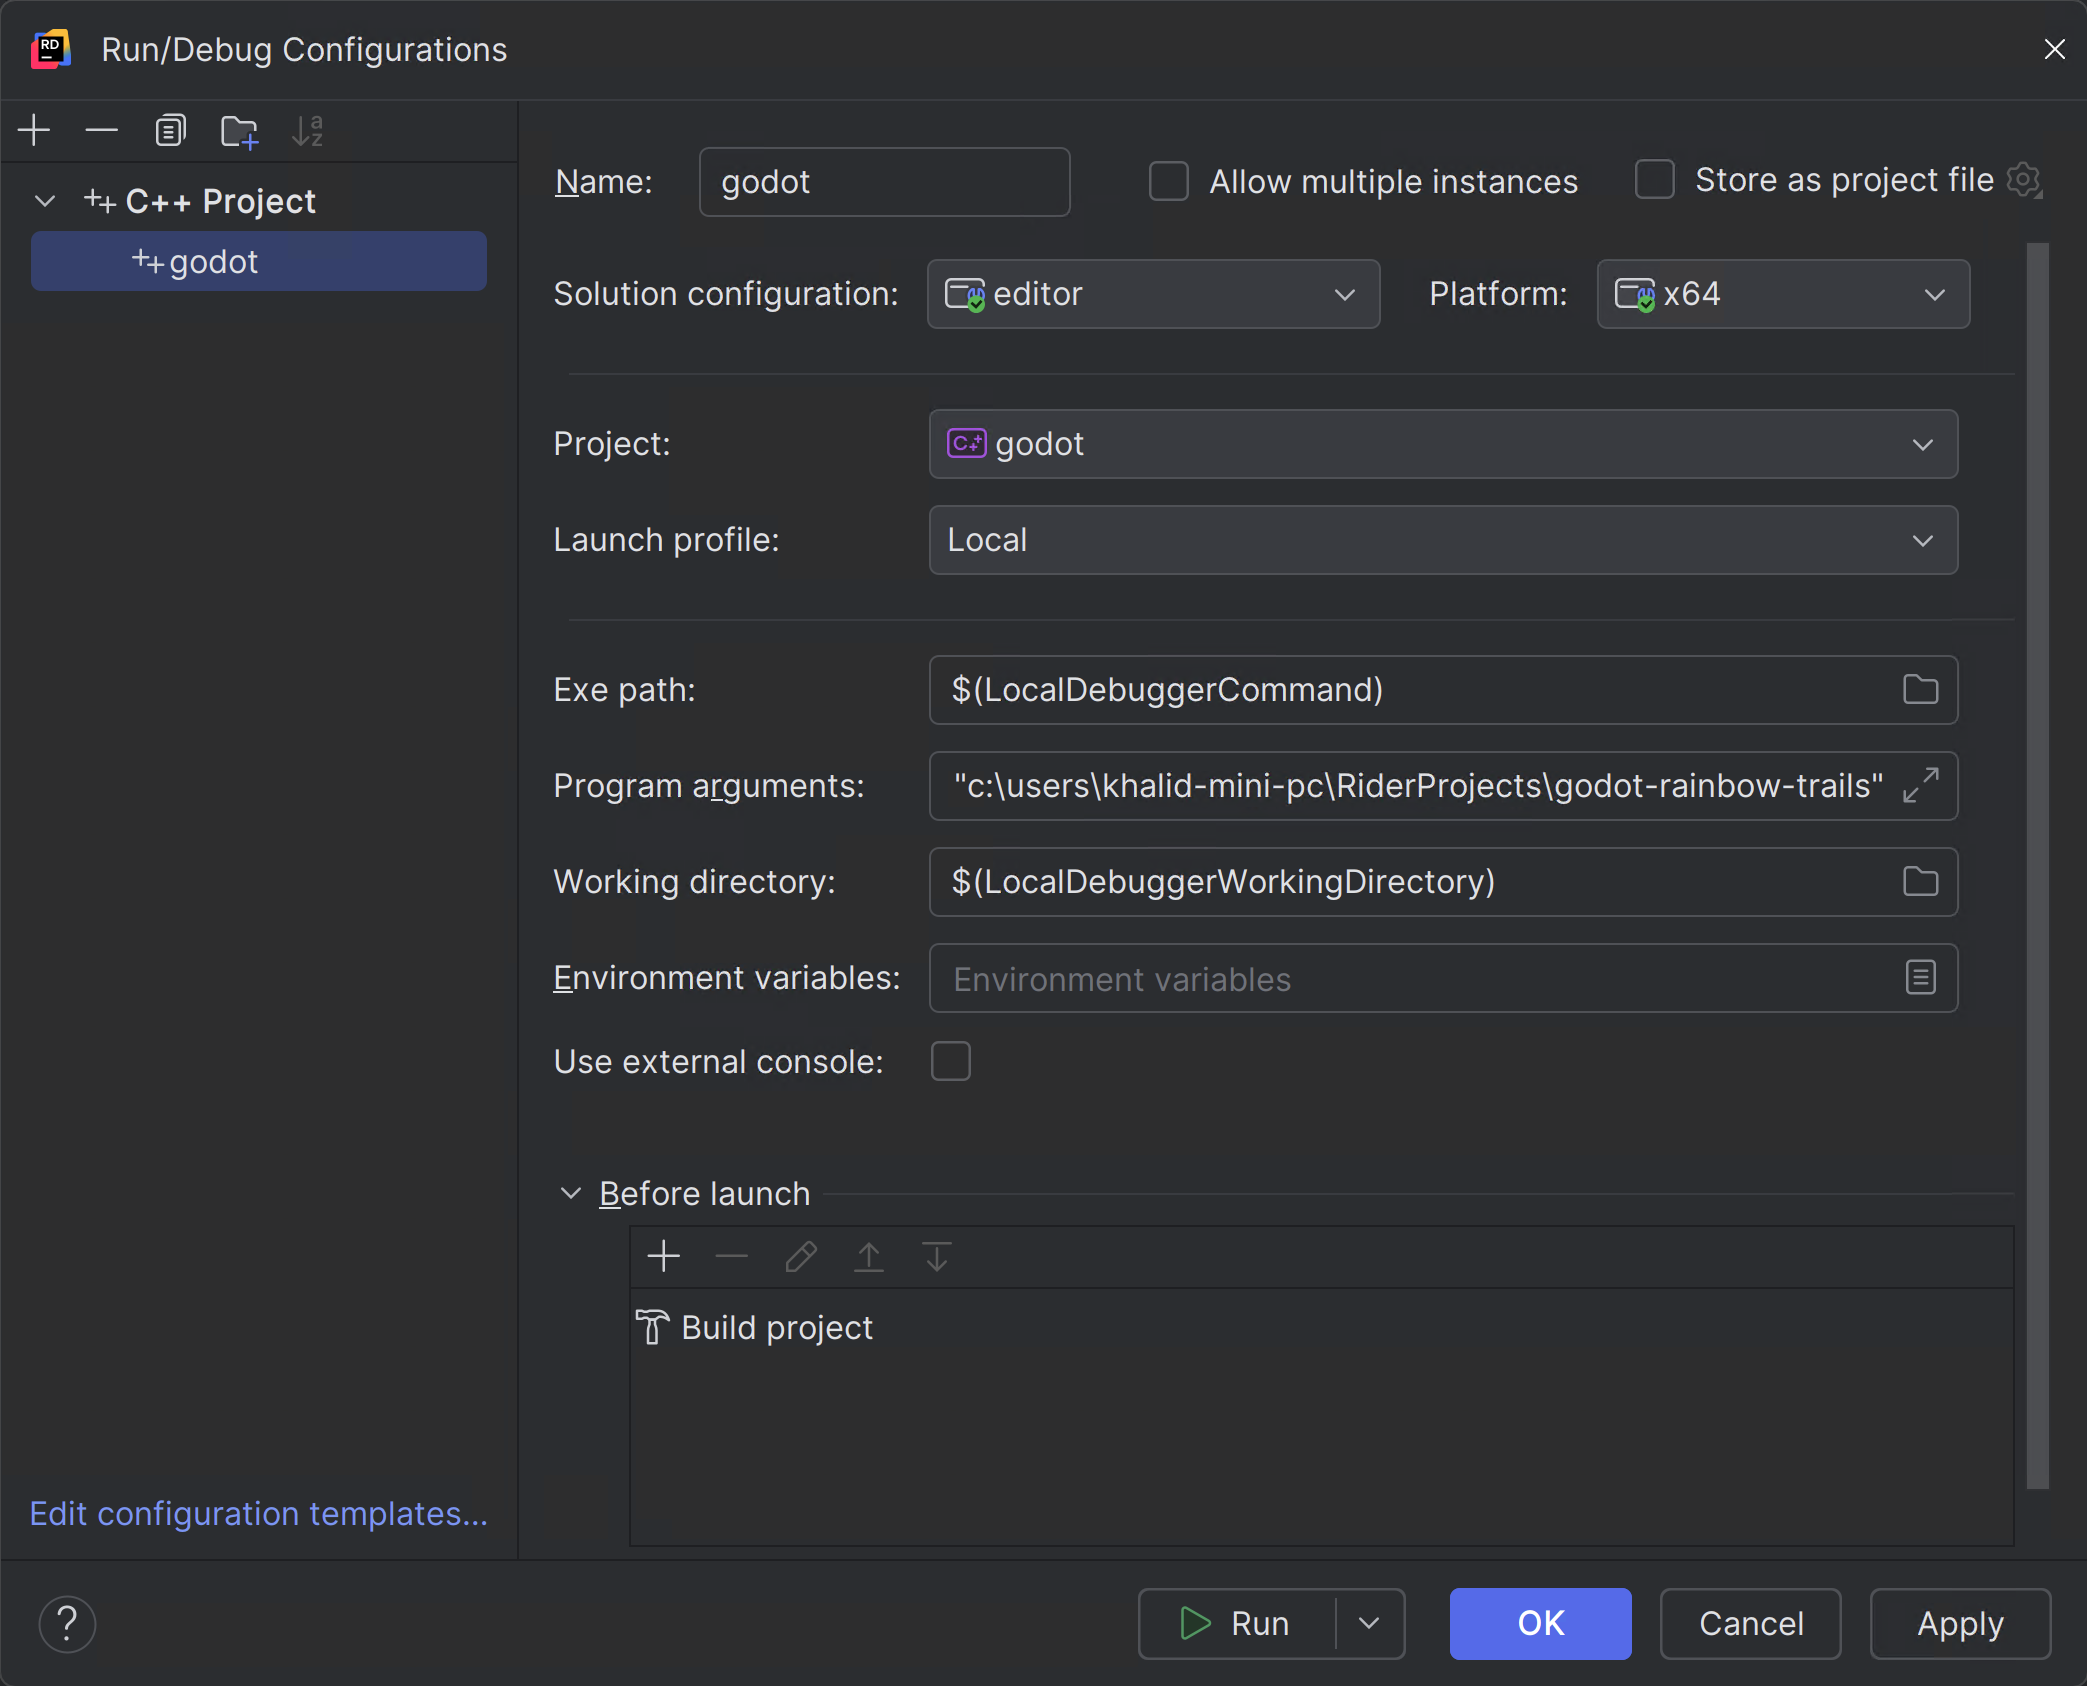 RD
Run/Debug Configurations
C++ Project
godot
Edit configuration templates...
Name:
godot
Allow multiple instances
Store as project file
Solution configuration:
editor
Platform:
x64
Project:
C++ godot
Launch profile:
Local
Exe path:
$(LocalDebuggerCommand)
Program arguments:
"c:\users\khalid-mini-pc\RiderProjects\godot-rainbow-trails"
Working directory:
$(LocalDebuggerWorkingDirectory)
Environment variables:
Environment variables
Use external console:
Before launch
Build project
?
Run
OK
Cancel
Apply